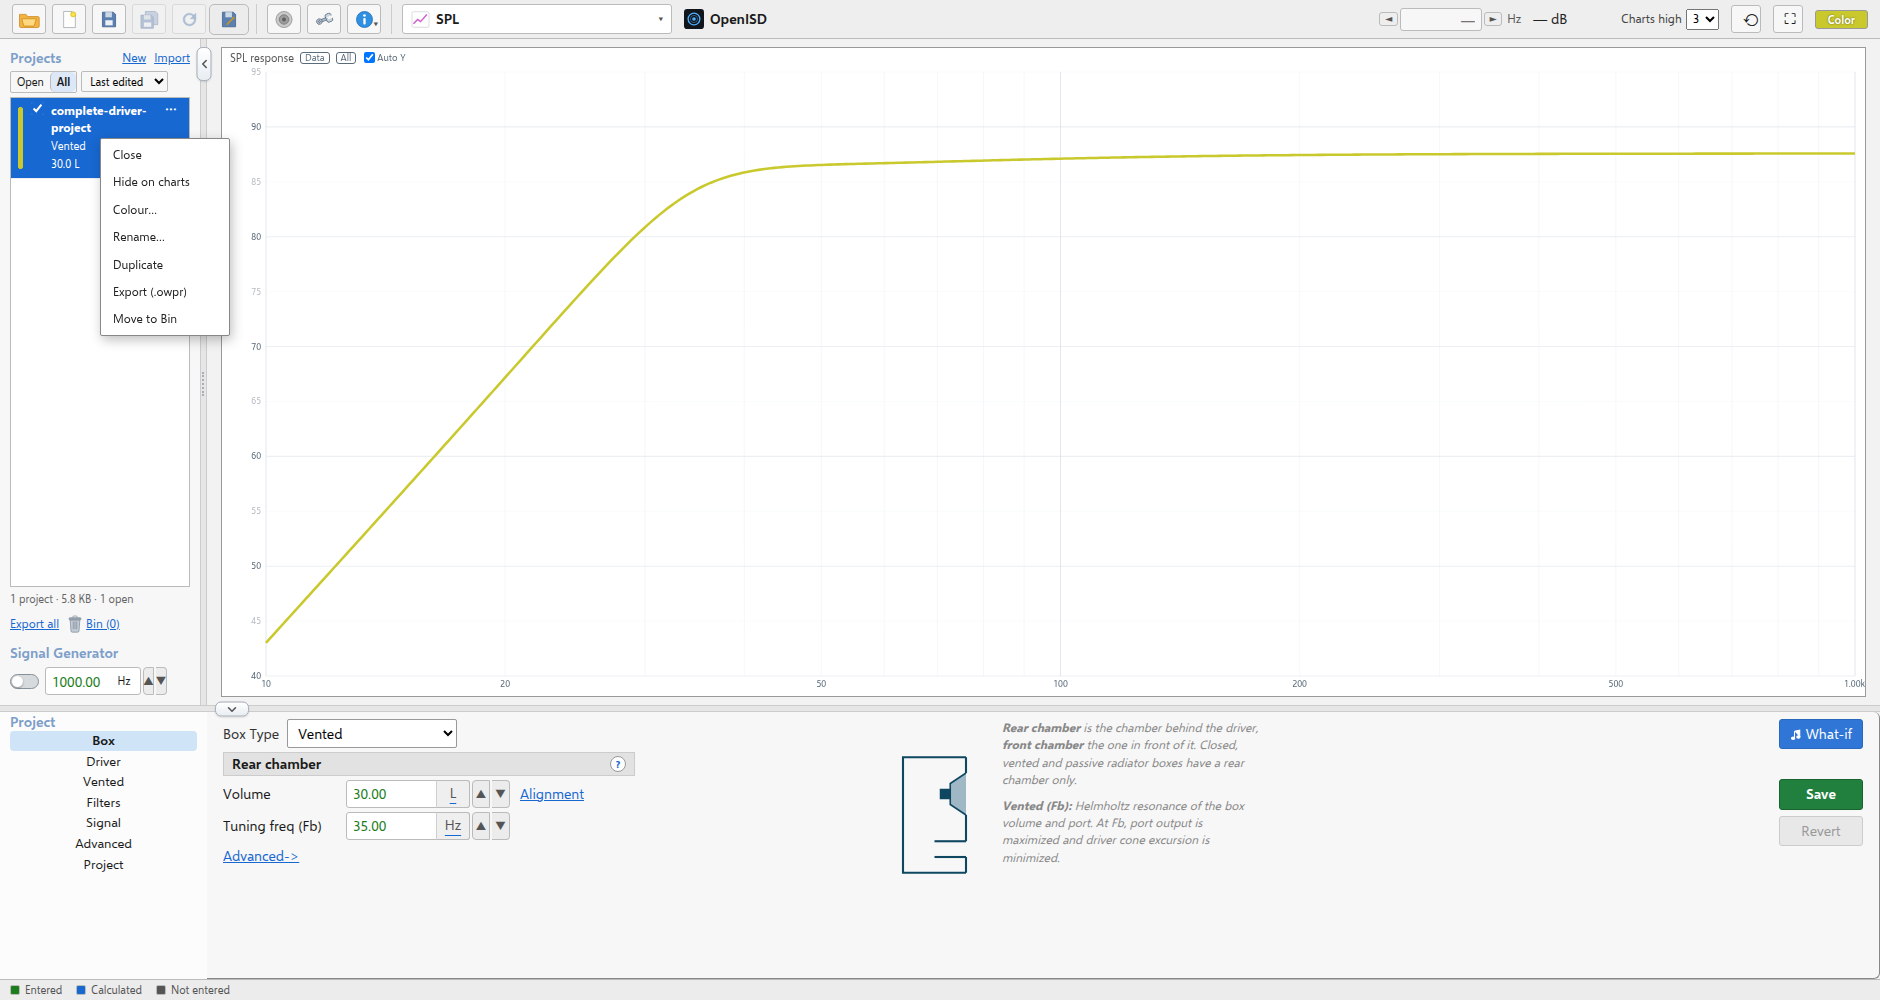 SPL
OpenISD
— Hz — dB
Charts high 3
Color
Projects New Import
Open All Last edited
complete-driver-
project
Vented
30.0 L
Close
Hide on charts
Colour...
Rename...
Duplicate
Export (.owpr)
Move to Bin
1 project · 5.8 KB · 1 open
Export all Bin (0)
Signal Generator
1000.00 Hz
SPL response Data All Auto Y
95
90
85
80
75
70
65
60
55
50
45
40
10 20 50 100 200 500 1.00k
Project
Box
Driver
Vented
Filters
Signal
Advanced
Project
Box Type Vented
Rear chamber ?
Volume 30.00 L Alignment
Tuning freq (Fb) 35.00 Hz
Advanced->
Rear chamber is the chamber behind the driver,
front chamber the one in front of it. Closed,
vented and passive radiator boxes have a rear
chamber only.
Vented (Fb): Helmholtz resonance of the box
volume and port. At Fb, port output is
maximized and driver cone excursion is
minimized.
What-if
Save
Revert
Entered Calculated Not entered